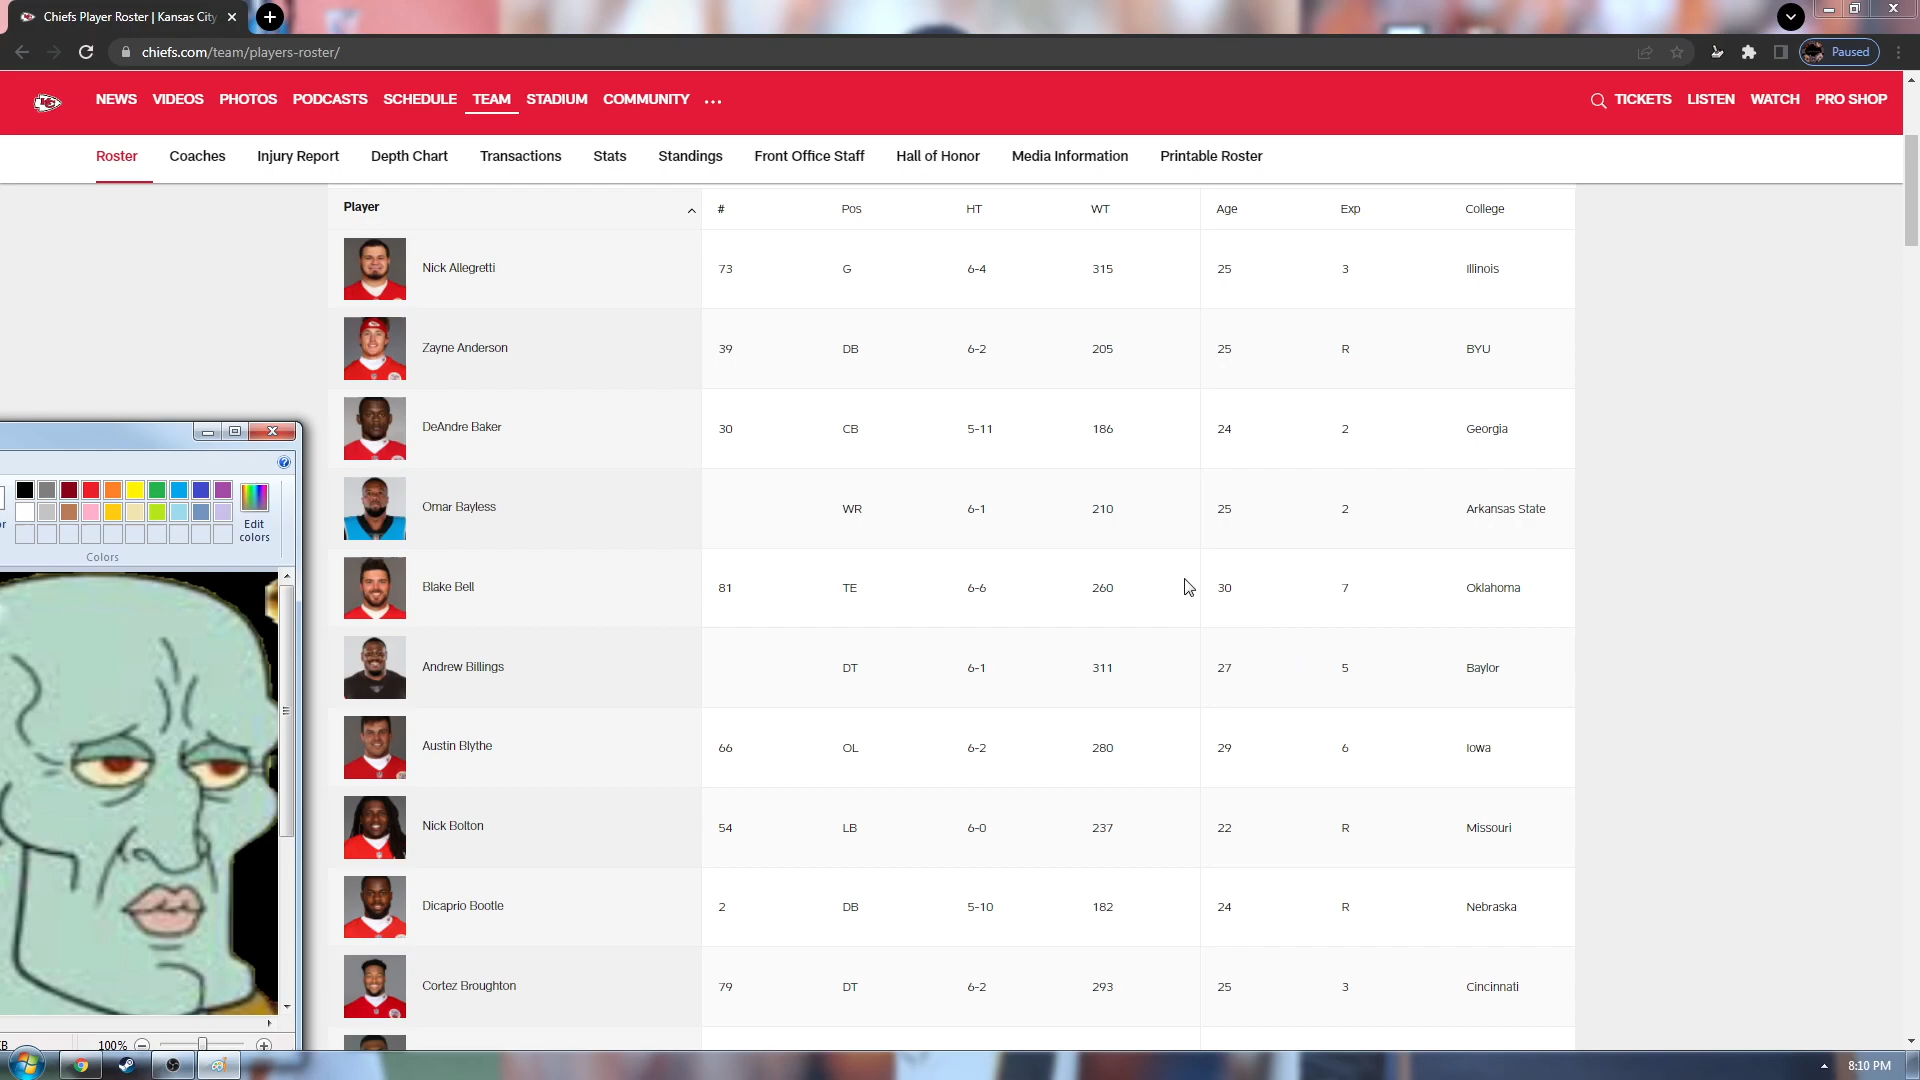 Chiefs Player Roster | Kansas City
chiefs.com/team/players-roster/
Paused
NEWS VIDEOS PHOTOS PODCASTS SCHEDULE TEAM STADIUM COMMUNITY ...
TICKETS LISTEN WATCH PRO SHOP
Roster Coaches Injury Report Depth Chart Transactions Stats Standings Front Office Staff Hall of Honor Media Information Printable Roster
Player # Pos HT WT Age Exp College
Nick Allegretti 73 G 6-4 315 25 3 Illinois
Zayne Anderson 39 DB 6-2 205 25 R BYU
DeAndre Baker 30 CB 5-11 186 24 2 Georgia
Omar Bayless WR 6-1 210 25 2 Arkansas State
Blake Bell 81 TE 6-6 260 30 7 Oklahoma
Andrew Billings DT 6-1 311 27 5 Baylor
Austin Blythe 66 OL 6-2 280 29 6 Iowa
Nick Bolton 54 LB 6-0 237 22 R Missouri
Dicaprio Bootle 2 DB 5-10 182 24 R Nebraska
Cortez Broughton 79 DT 6-2 293 25 3 Cincinnati
Edit
colors
Colors
100%
8:10 PM